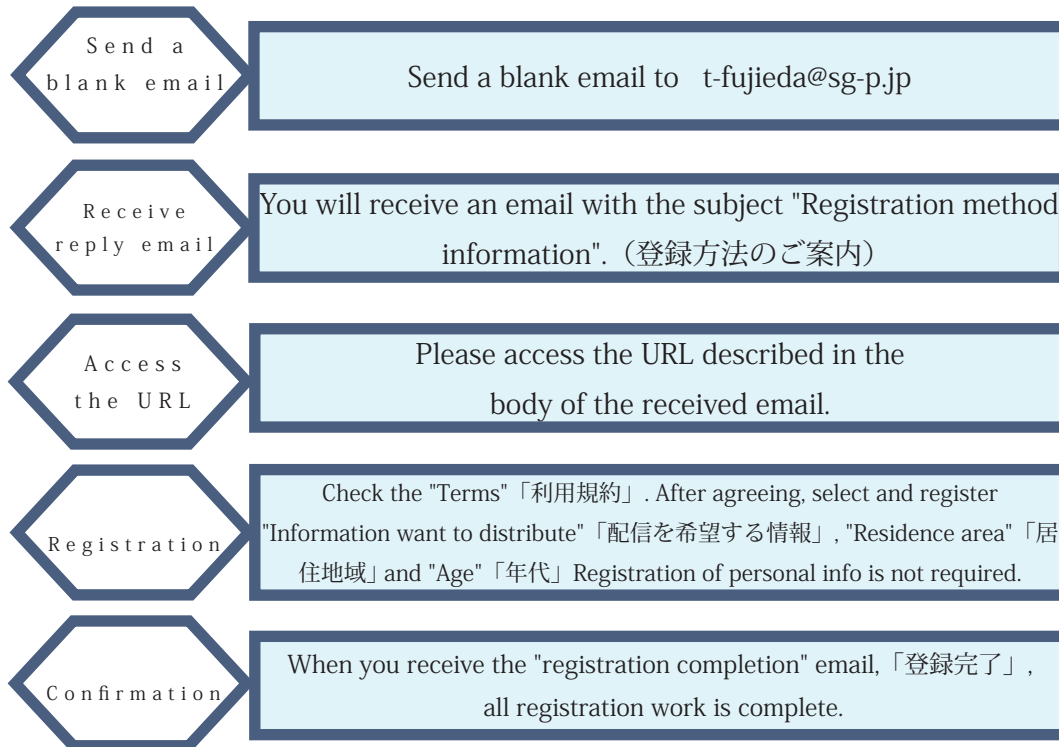 Send a
blank email
Send a blank email to t-fujieda@sg-p.jp
Receive
reply email
You will receive an email with the subject "Registration method
information".（登録方法のご案内）
Access
the URL
Please access the URL described in the
body of the received email.
Registration
Check the "Terms"「利用規約」. After agreeing, select and register
"Information want to distribute"「配信を希望する情報」, "Residence area"「居
住地域」and "Age"「年代」Registration of personal info is not required.
Confirmation
When you receive the "registration completion" email,「登録完了」,
all registration work is complete.